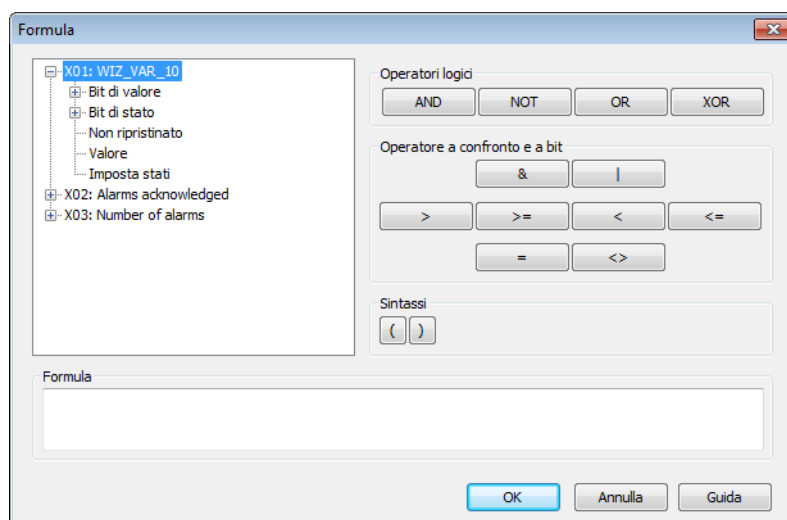 Formula
X01: WIZ_VAR_10
Bit di valore
Bit di stato
Non ripristinato
Valore
Imposta stati
X02: Alarms acknowledged
X03: Number of alarms
Operatori logici
AND NOT OR XOR
Operatore a confronto e a bit
& |
> >= < <=
= <>
Sintassi
( )
Formula
OK Annulla Guida